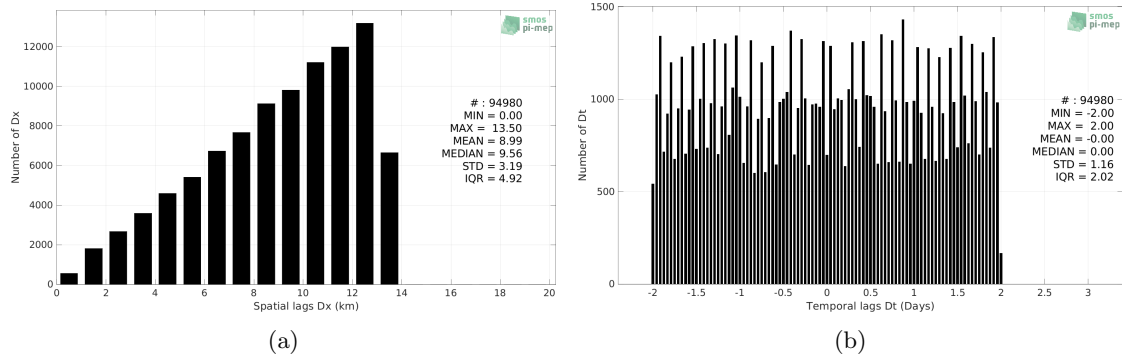 smos
pi-mep
12000
10000
8000
6000
4000
2000
0
Number of Dx
# : 94980
MIN = 0.00
MAX = 13.50
MEAN = 8.99
MEDIAN = 9.56
STD = 3.19
IQR = 4.92
0 2 4 6 8 10 12 14 16 18 20
Spatial lags Dx (km)
(a)
smos
pi-mep
1500
1000
500
0
Number of Dt
# : 94980
MIN = -2.00
MAX = 2.00
MEAN = -0.00
MEDIAN = 0.00
STD = 1.16
IQR = 2.02
-2 -1.5 -1 -0.5 0 0.5 1 1.5 2 2.5 3
Temporal lags Dt (Days)
(b)